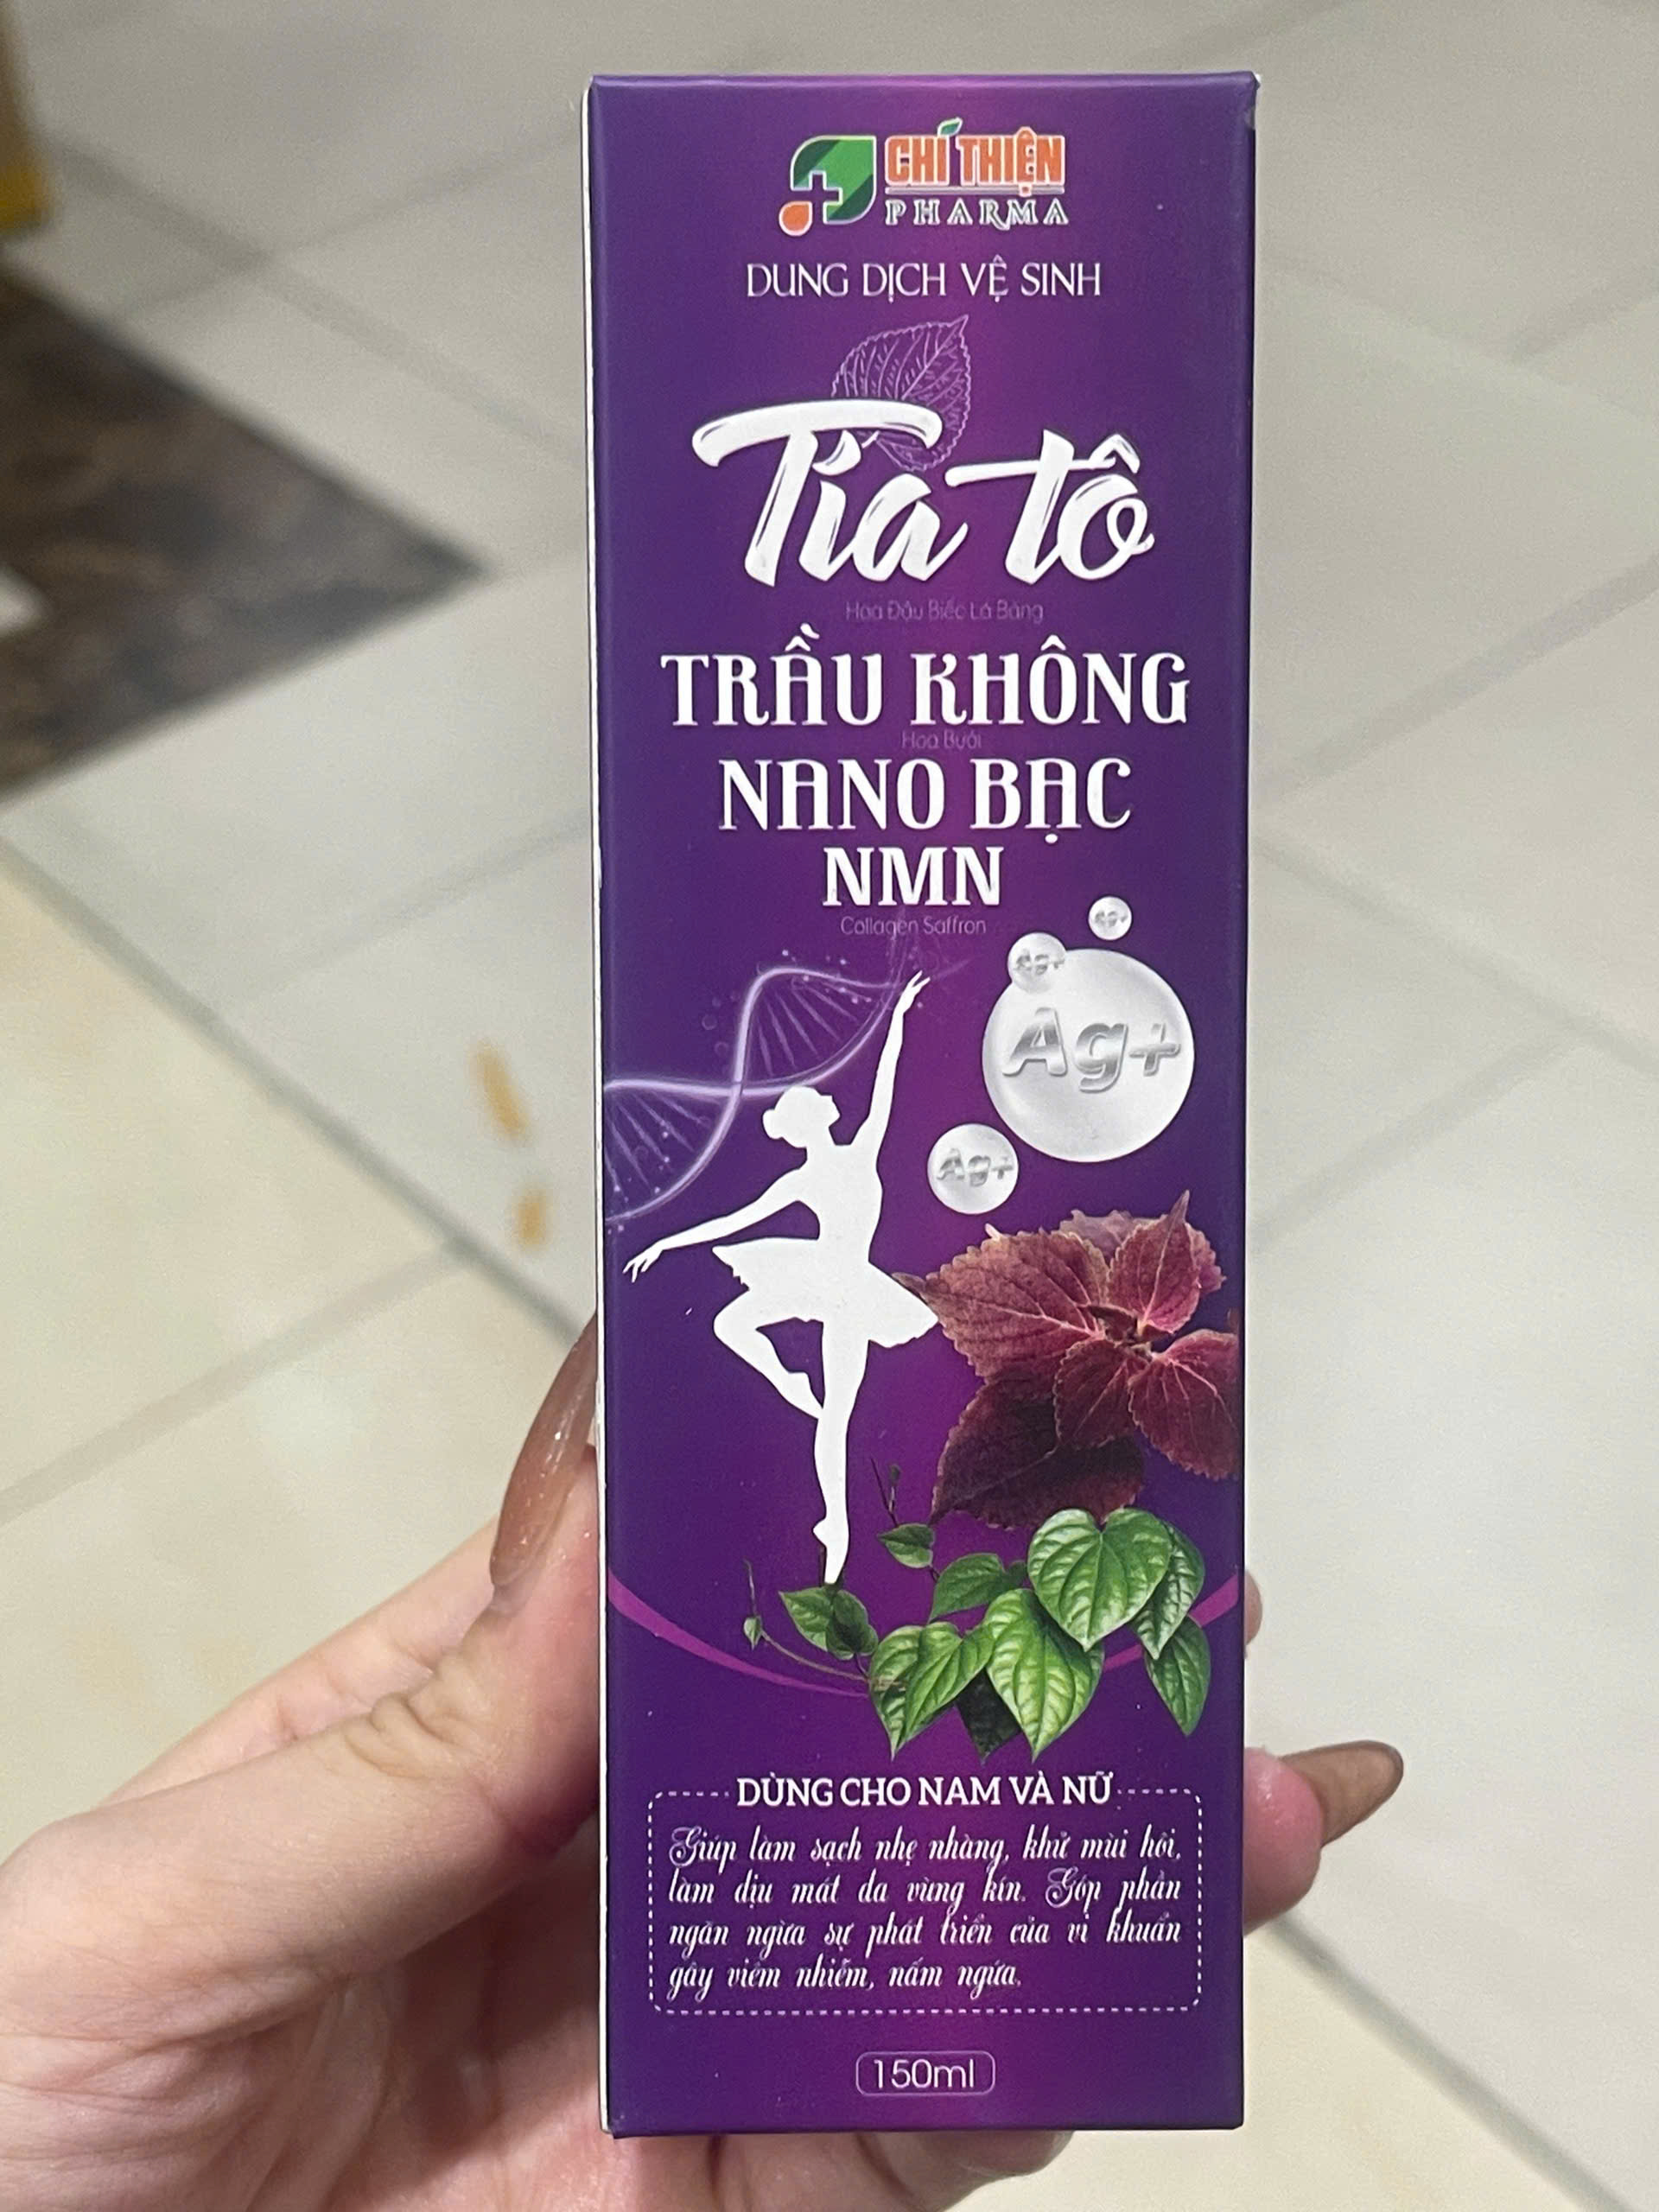 CHÍ THIỆN
PHARMA
DUNG DỊCH VỆ SINH
Tía tô
Hoa Đậu Biếc Lá Bàng
TRẦU KHÔNG
Hoa Bưởi
NANO BẠC
NMN
Collagen Saffron
Ag+
Ag+
Ag+
Ag+
DÙNG CHO NAM VÀ NỮ
Giúp làm sạch nhẹ nhàng, khử mùi hôi,
làm dịu mát da vùng kín. Góp phần
ngăn ngừa sự phát triển của vi khuẩn
gây viêm nhiễm, nấm ngứa.
150ml